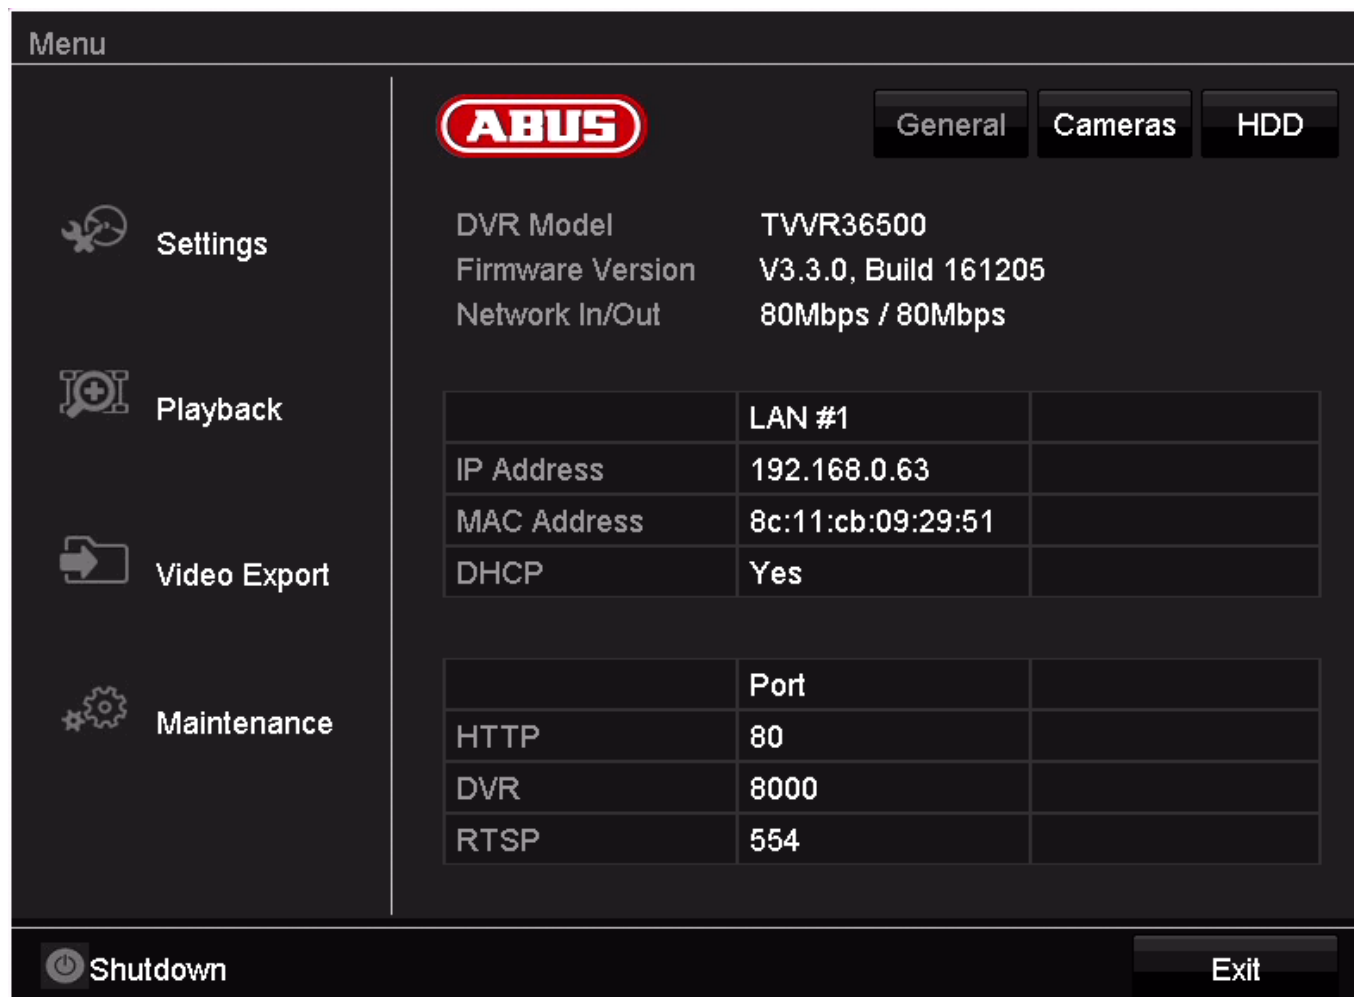 Menu
ABUS
General Cameras HDD
Settings
Playback
Video Export
Maintenance
DVR Model TVVR36500
Firmware Version V3.3.0, Build 161205
Network In/Out 80Mbps / 80Mbps
LAN #1
IP Address 192.168.0.63
MAC Address 8c:11:cb:09:29:51
DHCP Yes
Port
HTTP 80
DVR 8000
RTSP 554
Shutdown Exit